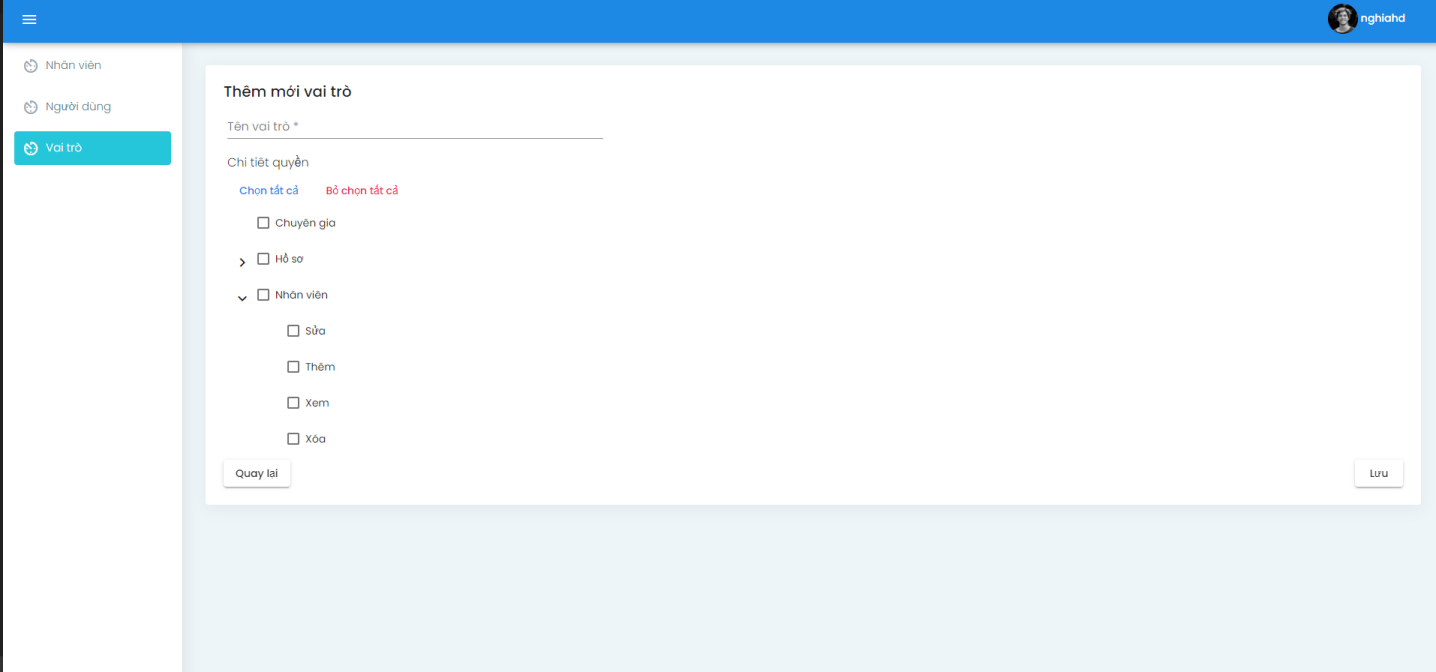 nghiahd
Nhân viên
Người dùng
Vai trò
Thêm mới vai trò
Tên vai trò *
Chi tiêt quyền
Chọn tất cả
Bỏ chọn tất cả
Chuyên gia
Hồ sơ
Nhân viên
Sửa
Thêm
Xem
Xóa
Quay lại
Lưu